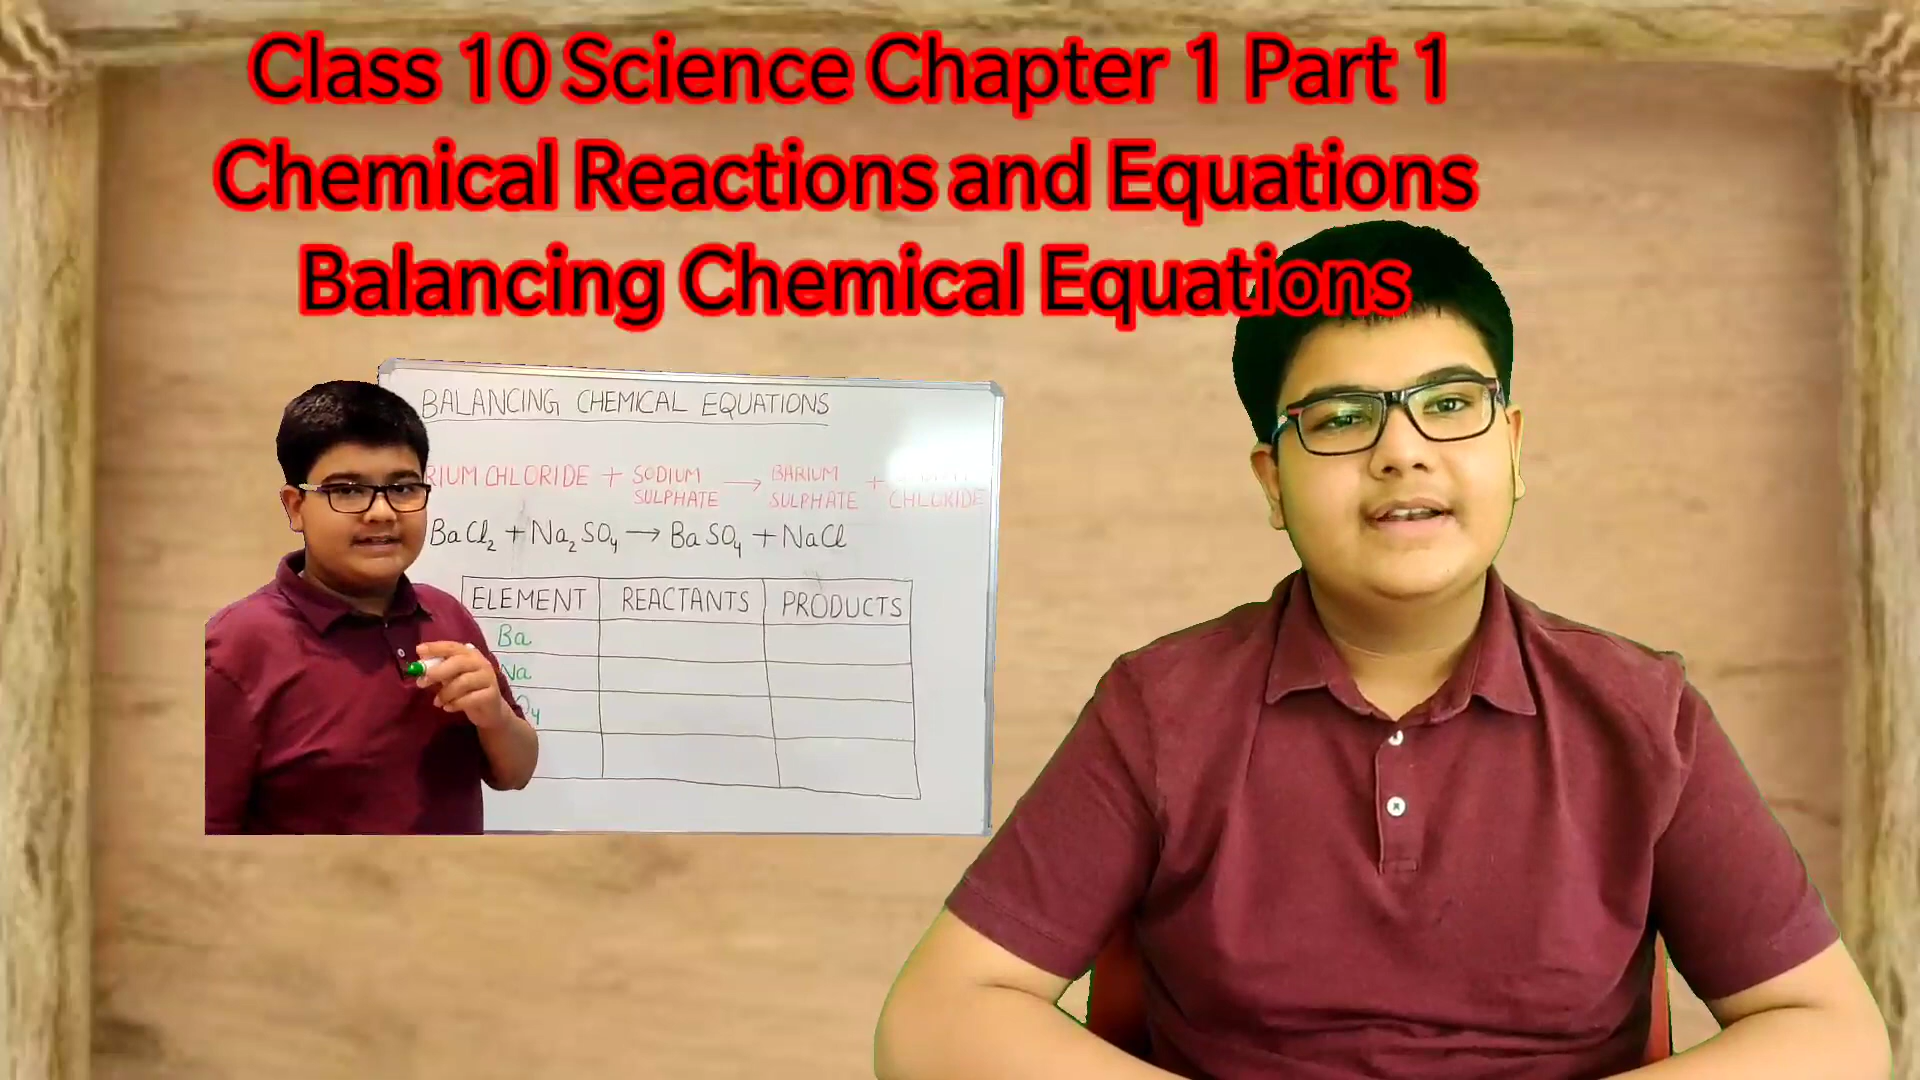 Class 10 Science Chapter 1 Part 1
Chemical Reactions and Equations
Balancing Chemical Equations
BALANCING CHEMICAL EQUATIONS
RIUM CHLORIDE + SODIUM SULPHATE → BARIUM SULPHATE + CHLORIDE
BaCl₂ + Na₂SO₄ → BaSO₄ + NaCl
ELEMENT REACTANTS PRODUCTS
Ba
Na
O₄